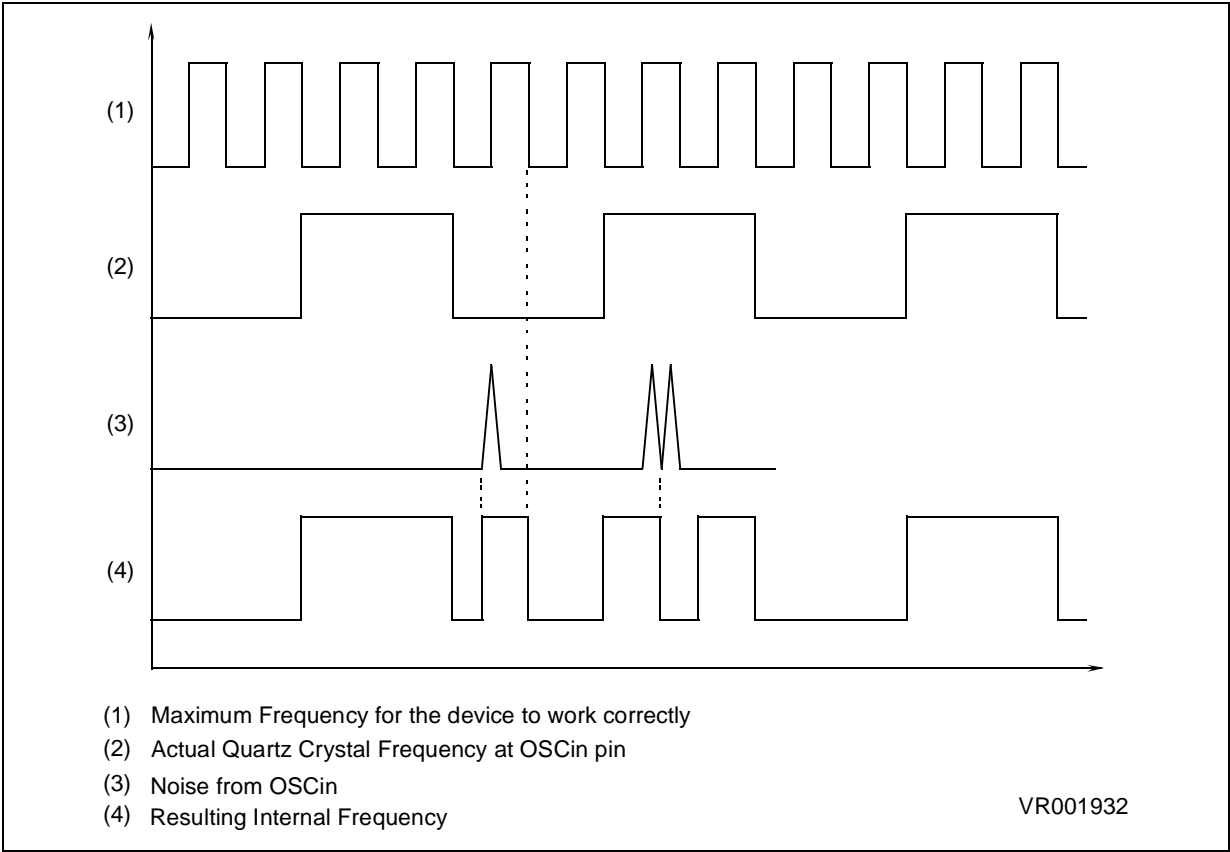 (1)
(2)
(3)
(4)
(1) Maximum Frequency for the device to work correctly
(2) Actual Quartz Crystal Frequency at OSCin pin
(3) Noise from OSCin
(4) Resulting Internal Frequency
VR001932